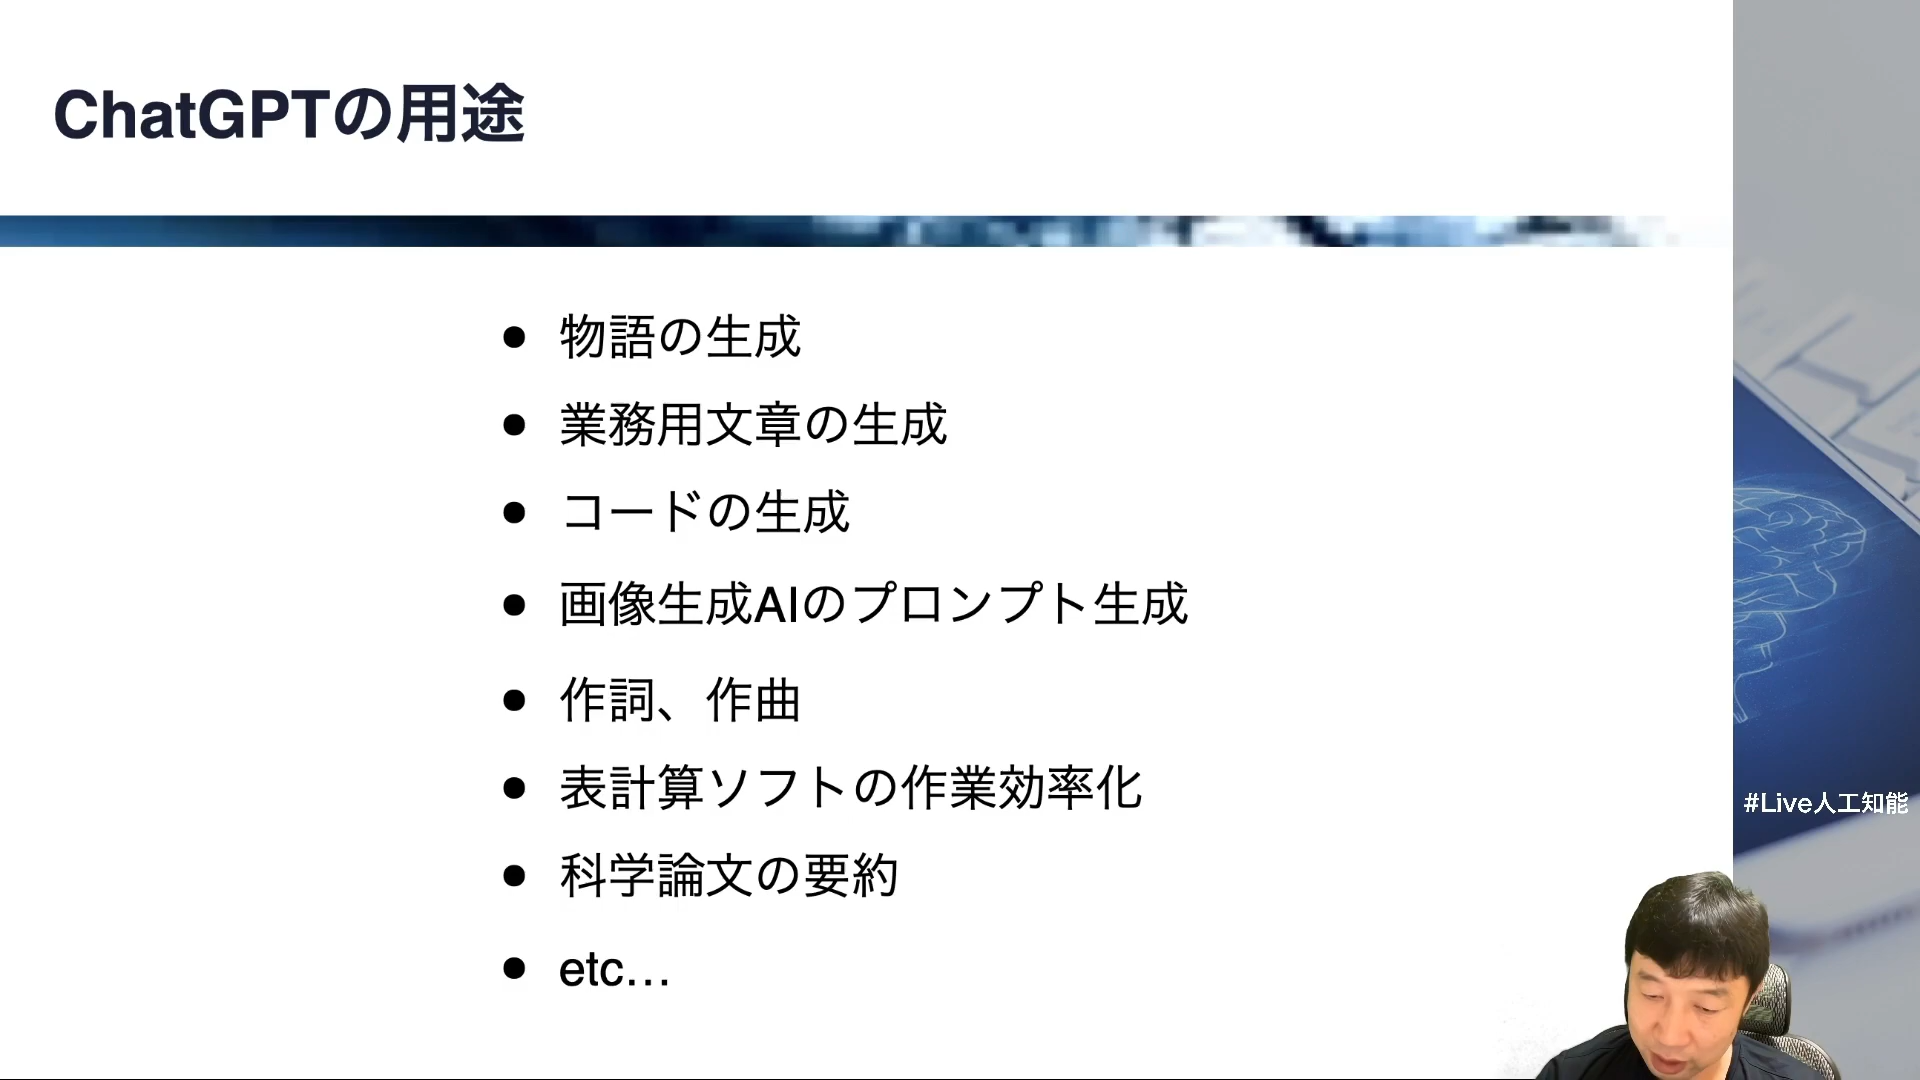 ChatGPTの用途
● 物語の生成
● 業務用文章の生成
● コードの生成
● 画像生成AIのプロンプト生成
● 作詞、作曲
● 表計算ソフトの作業効率化
● 科学論文の要約
● etc…
#Live人工知能